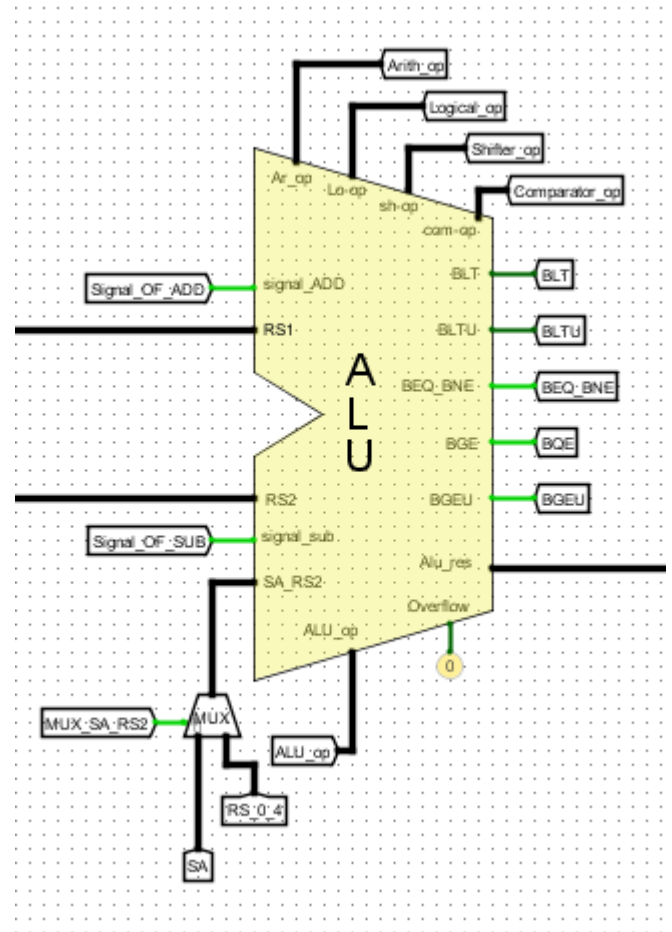 Arith_op
Logical_op
Shifter_op
Comparator_op
Ar_op
Lo-op
sh-op
com-op
Signal_OF_ADD
signal_ADD
BLT
BLT
RS1
BLTU
BLTU
A
L
U
BEQ_BNE
BEQ_BNE
BGE
BQE
RS2
BGEU
BGEU
Signal_OF_SUB
signal_sub
Alu_res
SA_RS2
Overflow
ALU_op
0
MUX_SA_RS2
MUX
ALU_op
RS_0_4
SA